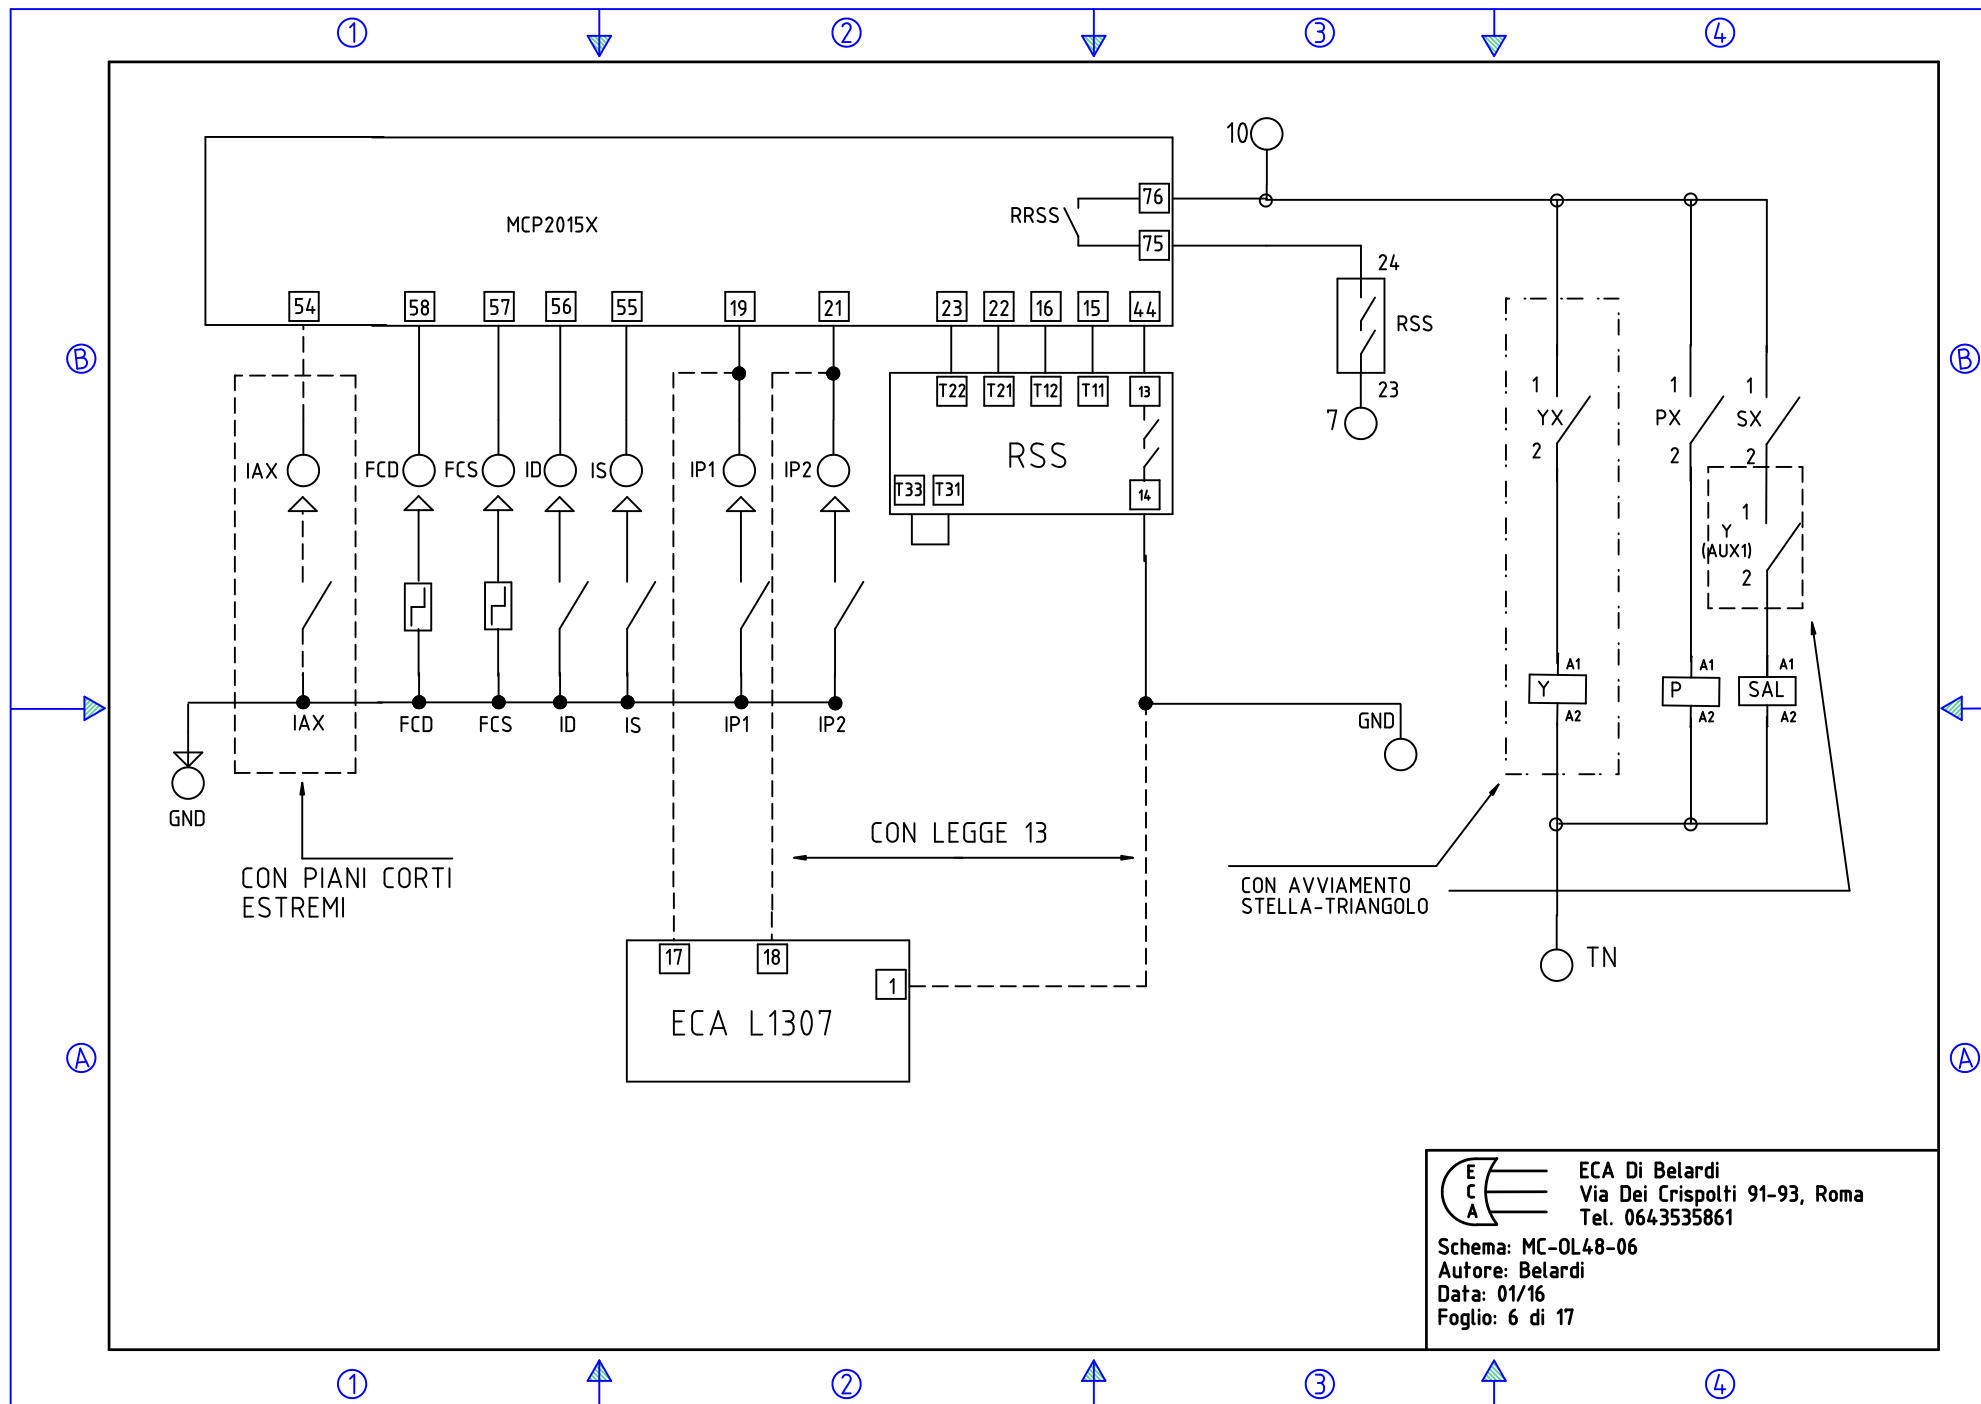 1
2
3
4
10
76
RRSS
MCP2015X
75
24
54
58
57
56
55
19
21
23
22
16
15
44
RSS
B
B
T22
T21
T12
T11
13
23
7
1
YX
2
1
PX
2
1
SX
2
RSS
IAX
FCD
FCS
ID
IS
IP1
IP2
T33
T31
14
1
Y
(AUX1)
2
A1
Y
A2
A1
P
A2
A1
SAL
A2
IAX
FCD
FCS
ID
IS
IP1
IP2
GND
GND
CON LEGGE 13
CON PIANI CORTI
ESTREMI
CON AVVIAMENTO
STELLA-TRIANGOLO
17
18
1
TN
ECA L1307
A
A
E
C
A
ECA Di Belardi
Via Dei Crispolti 91-93, Roma
Tel. 0643535861
Schema: MC-OL48-06
Autore: Belardi
Data: 01/16
Foglio: 6 di 17
1
2
3
4